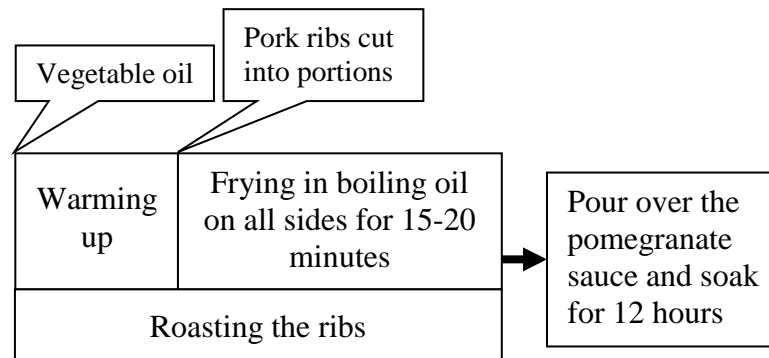 Vegetable oil
Pork ribs cut
into portions
Warming
up
Frying in boiling oil
on all sides for 15-20
minutes
Roasting the ribs
Pour over the
pomegranate
sauce and soak
for 12 hours